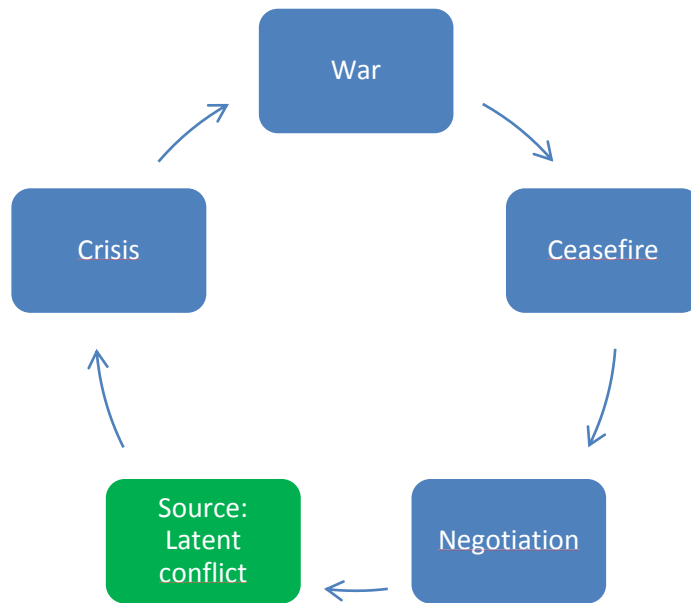 War
Crisis
Ceasefire
Source:
Latent
conflict
Negotiation